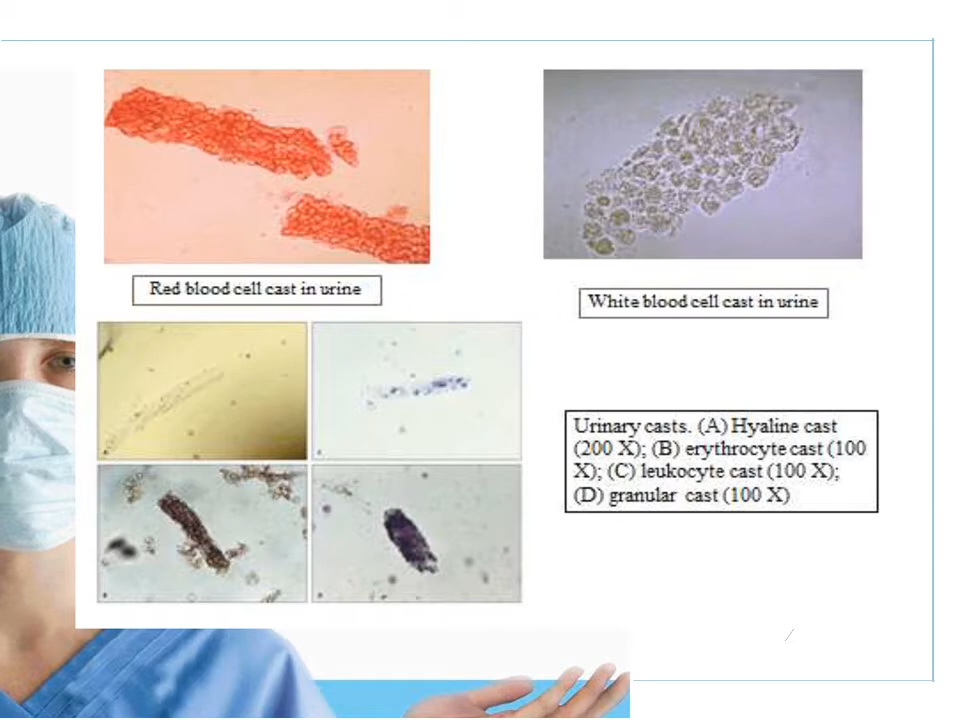 Red blood cell cast in urine
White blood cell cast in urine
Urinary casts. (A) Hyaline cast
(200 X); (B) erythrocyte cast (100
X); (C) leukocyte cast (100 X);
(D) granular cast (100 X)